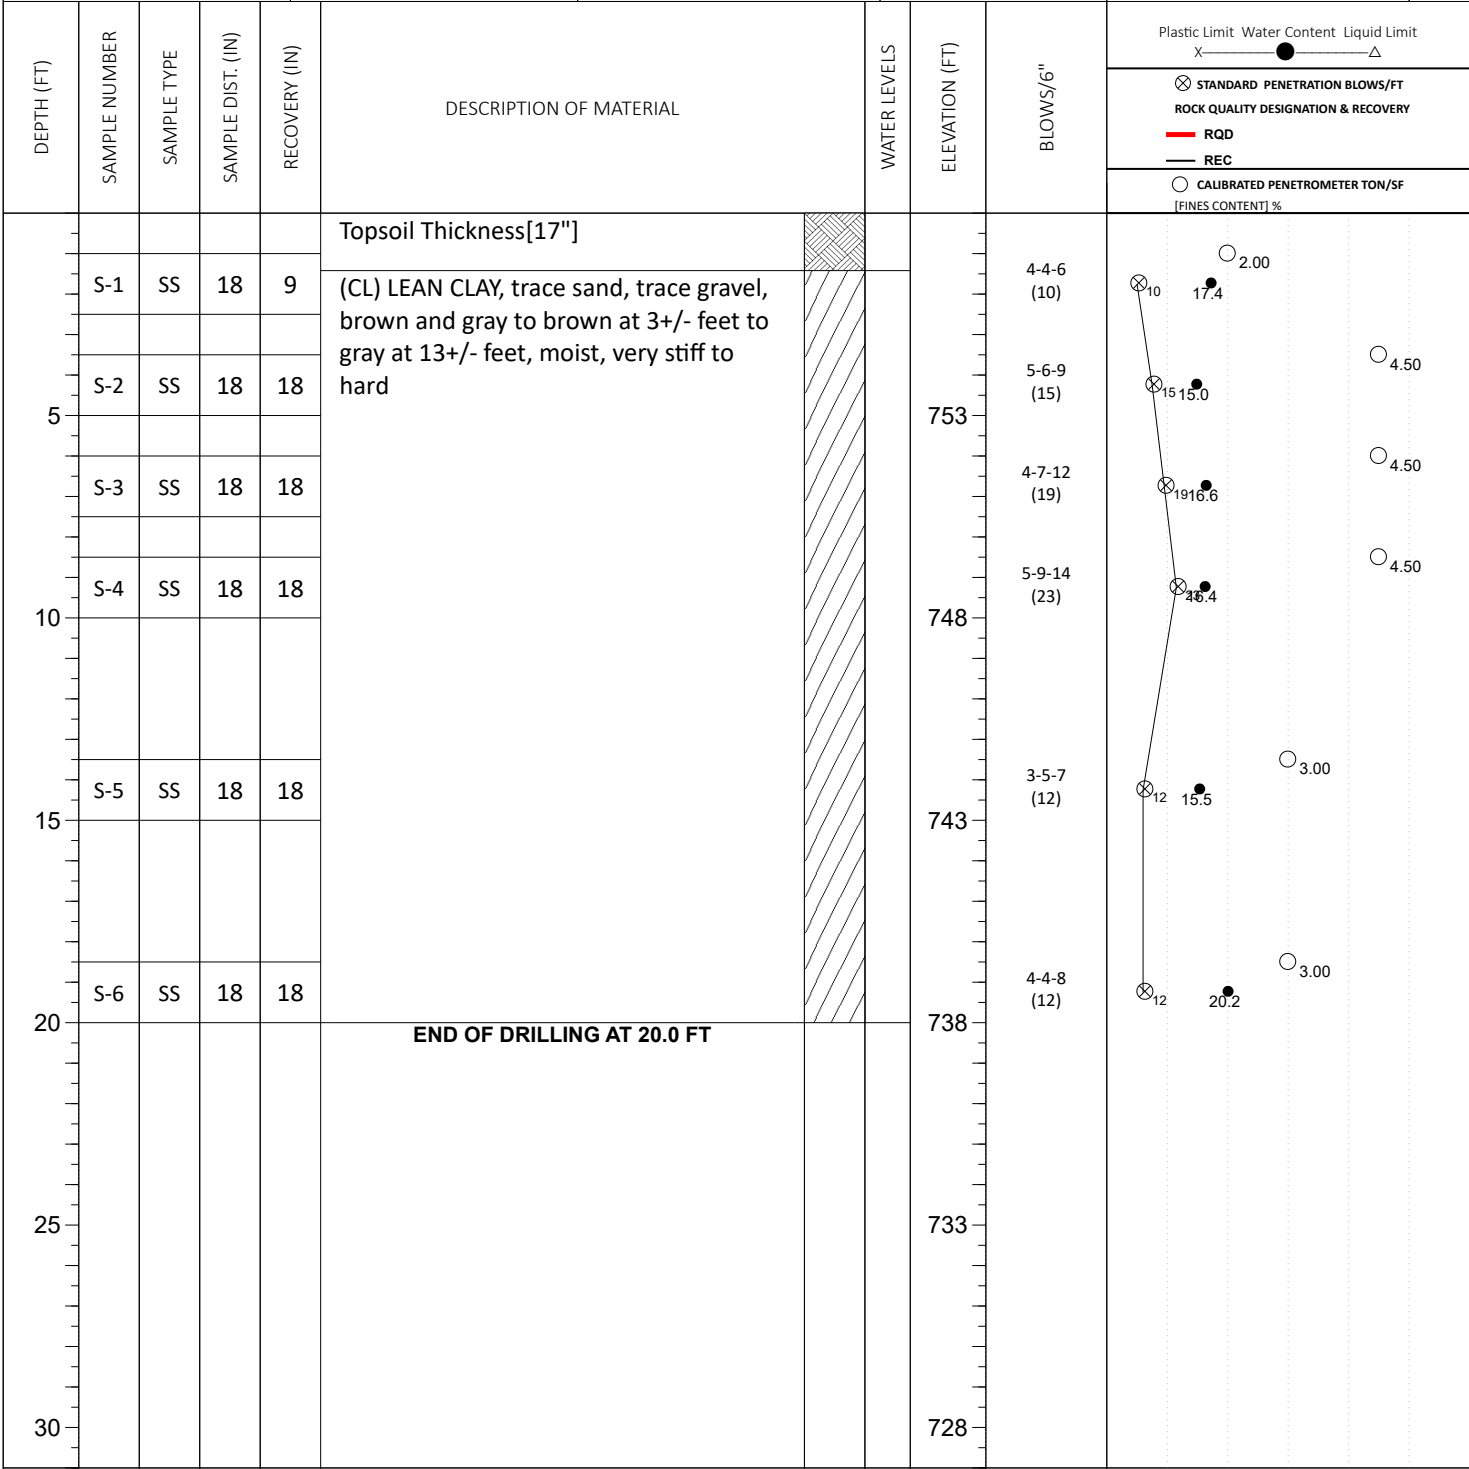 DEPTH (FT)
SAMPLE NUMBER
SAMPLE TYPE
SAMPLE DIST. (IN)
RECOVERY (IN)
DESCRIPTION OF MATERIAL
WATER LEVELS
ELEVATION (FT)
BLOWS/6"
Plastic Limit Water Content Liquid Limit
X
STANDARD PENETRATION BLOWS/FT
ROCK QUALITY DESIGNATION & RECOVERY
RQD
REC
CALIBRATED PENETROMETER TON/SF
[FINES CONTENT] %
Topsoil Thickness[17"]
2.00
S-1 SS 18 9
(CL) LEAN CLAY, trace sand, trace gravel,
brown and gray to brown at 3+/- feet to
gray at 13+/- feet, moist, very stiff to
hard
4-4-6
(10)
10 17.4
4.50
S-2 SS 18 18
5-6-9
(15)
15 15.0
5 753
4.50
S-3 SS 18 18
4-7-12
(19)
19 16.6
4.50
S-4 SS 18 18
5-9-14
(23)
23 16.4
10 748
3.00
S-5 SS 18 18
3-5-7
(12)
12 15.5
15 743
3.00
S-6 SS 18 18
4-4-8
(12)
12 20.2
20 738
END OF DRILLING AT 20.0 FT
25 733
30 728